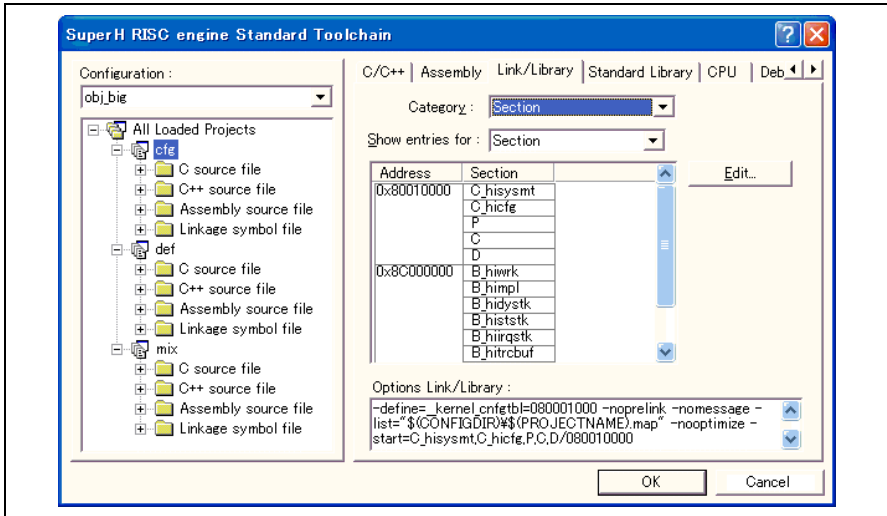 SuperH RISC engine Standard Toolchain
Configuration :
obj_big
All Loaded Projects
cfg
C source file
C++ source file
Assembly source file
Linkage symbol file
def
C source file
C++ source file
Assembly source file
Linkage symbol file
mix
C source file
C++ source file
Assembly source file
Linkage symbol file
C/C++ Assembly Link/Library Standard Library CPU Deb
Category : Section
Show entries for : Section
Address Section
0x80010000 C_hisysmt
C_hicfg
P
C
D
0x8C000000 B_hiwrk
B_himpl
B_hidystk
B_histstk
B_hiirqstk
B_hitrcbuf
Edit...
Options Link/Library :
-define=_kernel_cnfgtbl=080001000 -noprelink -nomessage -
list="$(CONFIGDIR)¥$(PROJECTNAME).map" -nooptimize -
start=C_hisysmt,C_hicfg,P,C,D/080010000
OK Cancel